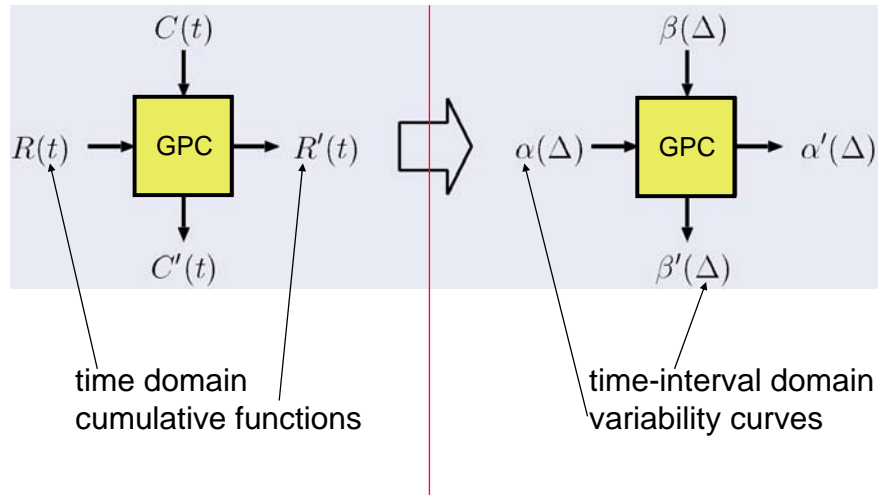 C(t)
β(Δ)
R(t)
GPC
R′(t)
α(Δ)
GPC
α′(Δ)
C′(t)
β′(Δ)
time domain
cumulative functions
time-interval domain
variability curves